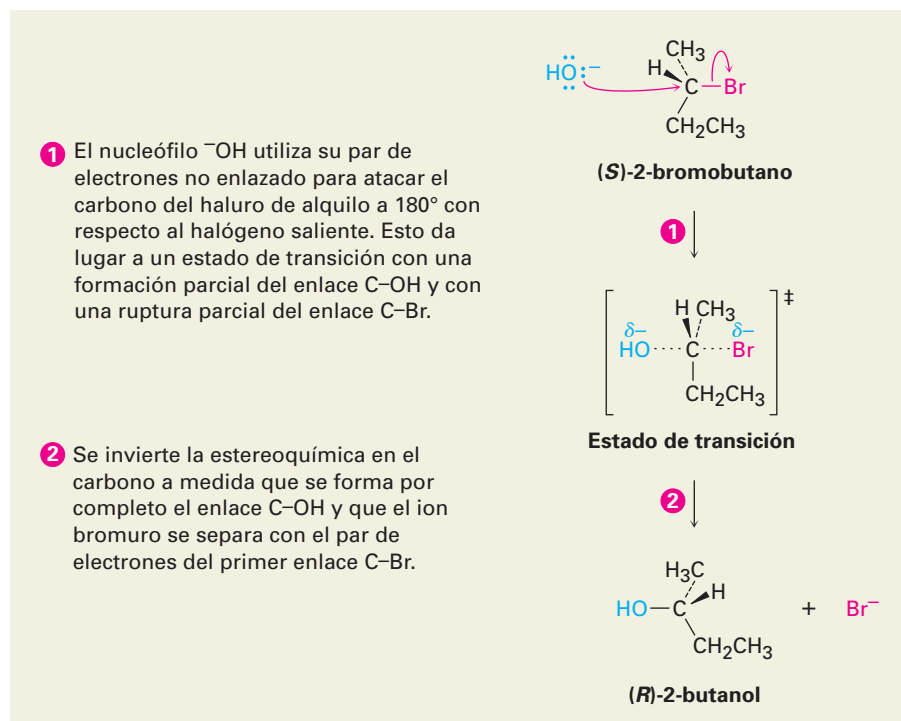 CH₃
HO:⁻ H C Br
CH₂CH₃
(S)-2-bromobutano
1 El nucleófilo ⁻OH utiliza su par de
electrones no enlazado para atacar el
carbono del haluro de alquilo a 180° con
respecto al halógeno saliente. Esto da
lugar a un estado de transición con una
formación parcial del enlace C–OH y con
una ruptura parcial del enlace C–Br.
1
H CH₃ ‡
δ– δ–
HO C Br
CH₂CH₃
Estado de transición
2 Se invierte la estereoquímica en el
carbono a medida que se forma por
completo el enlace C–OH y que el ion
bromuro se separa con el par de
electrones del primer enlace C–Br.
2
H₃C
H
HO C + Br⁻
CH₂CH₃
(R)-2-butanol